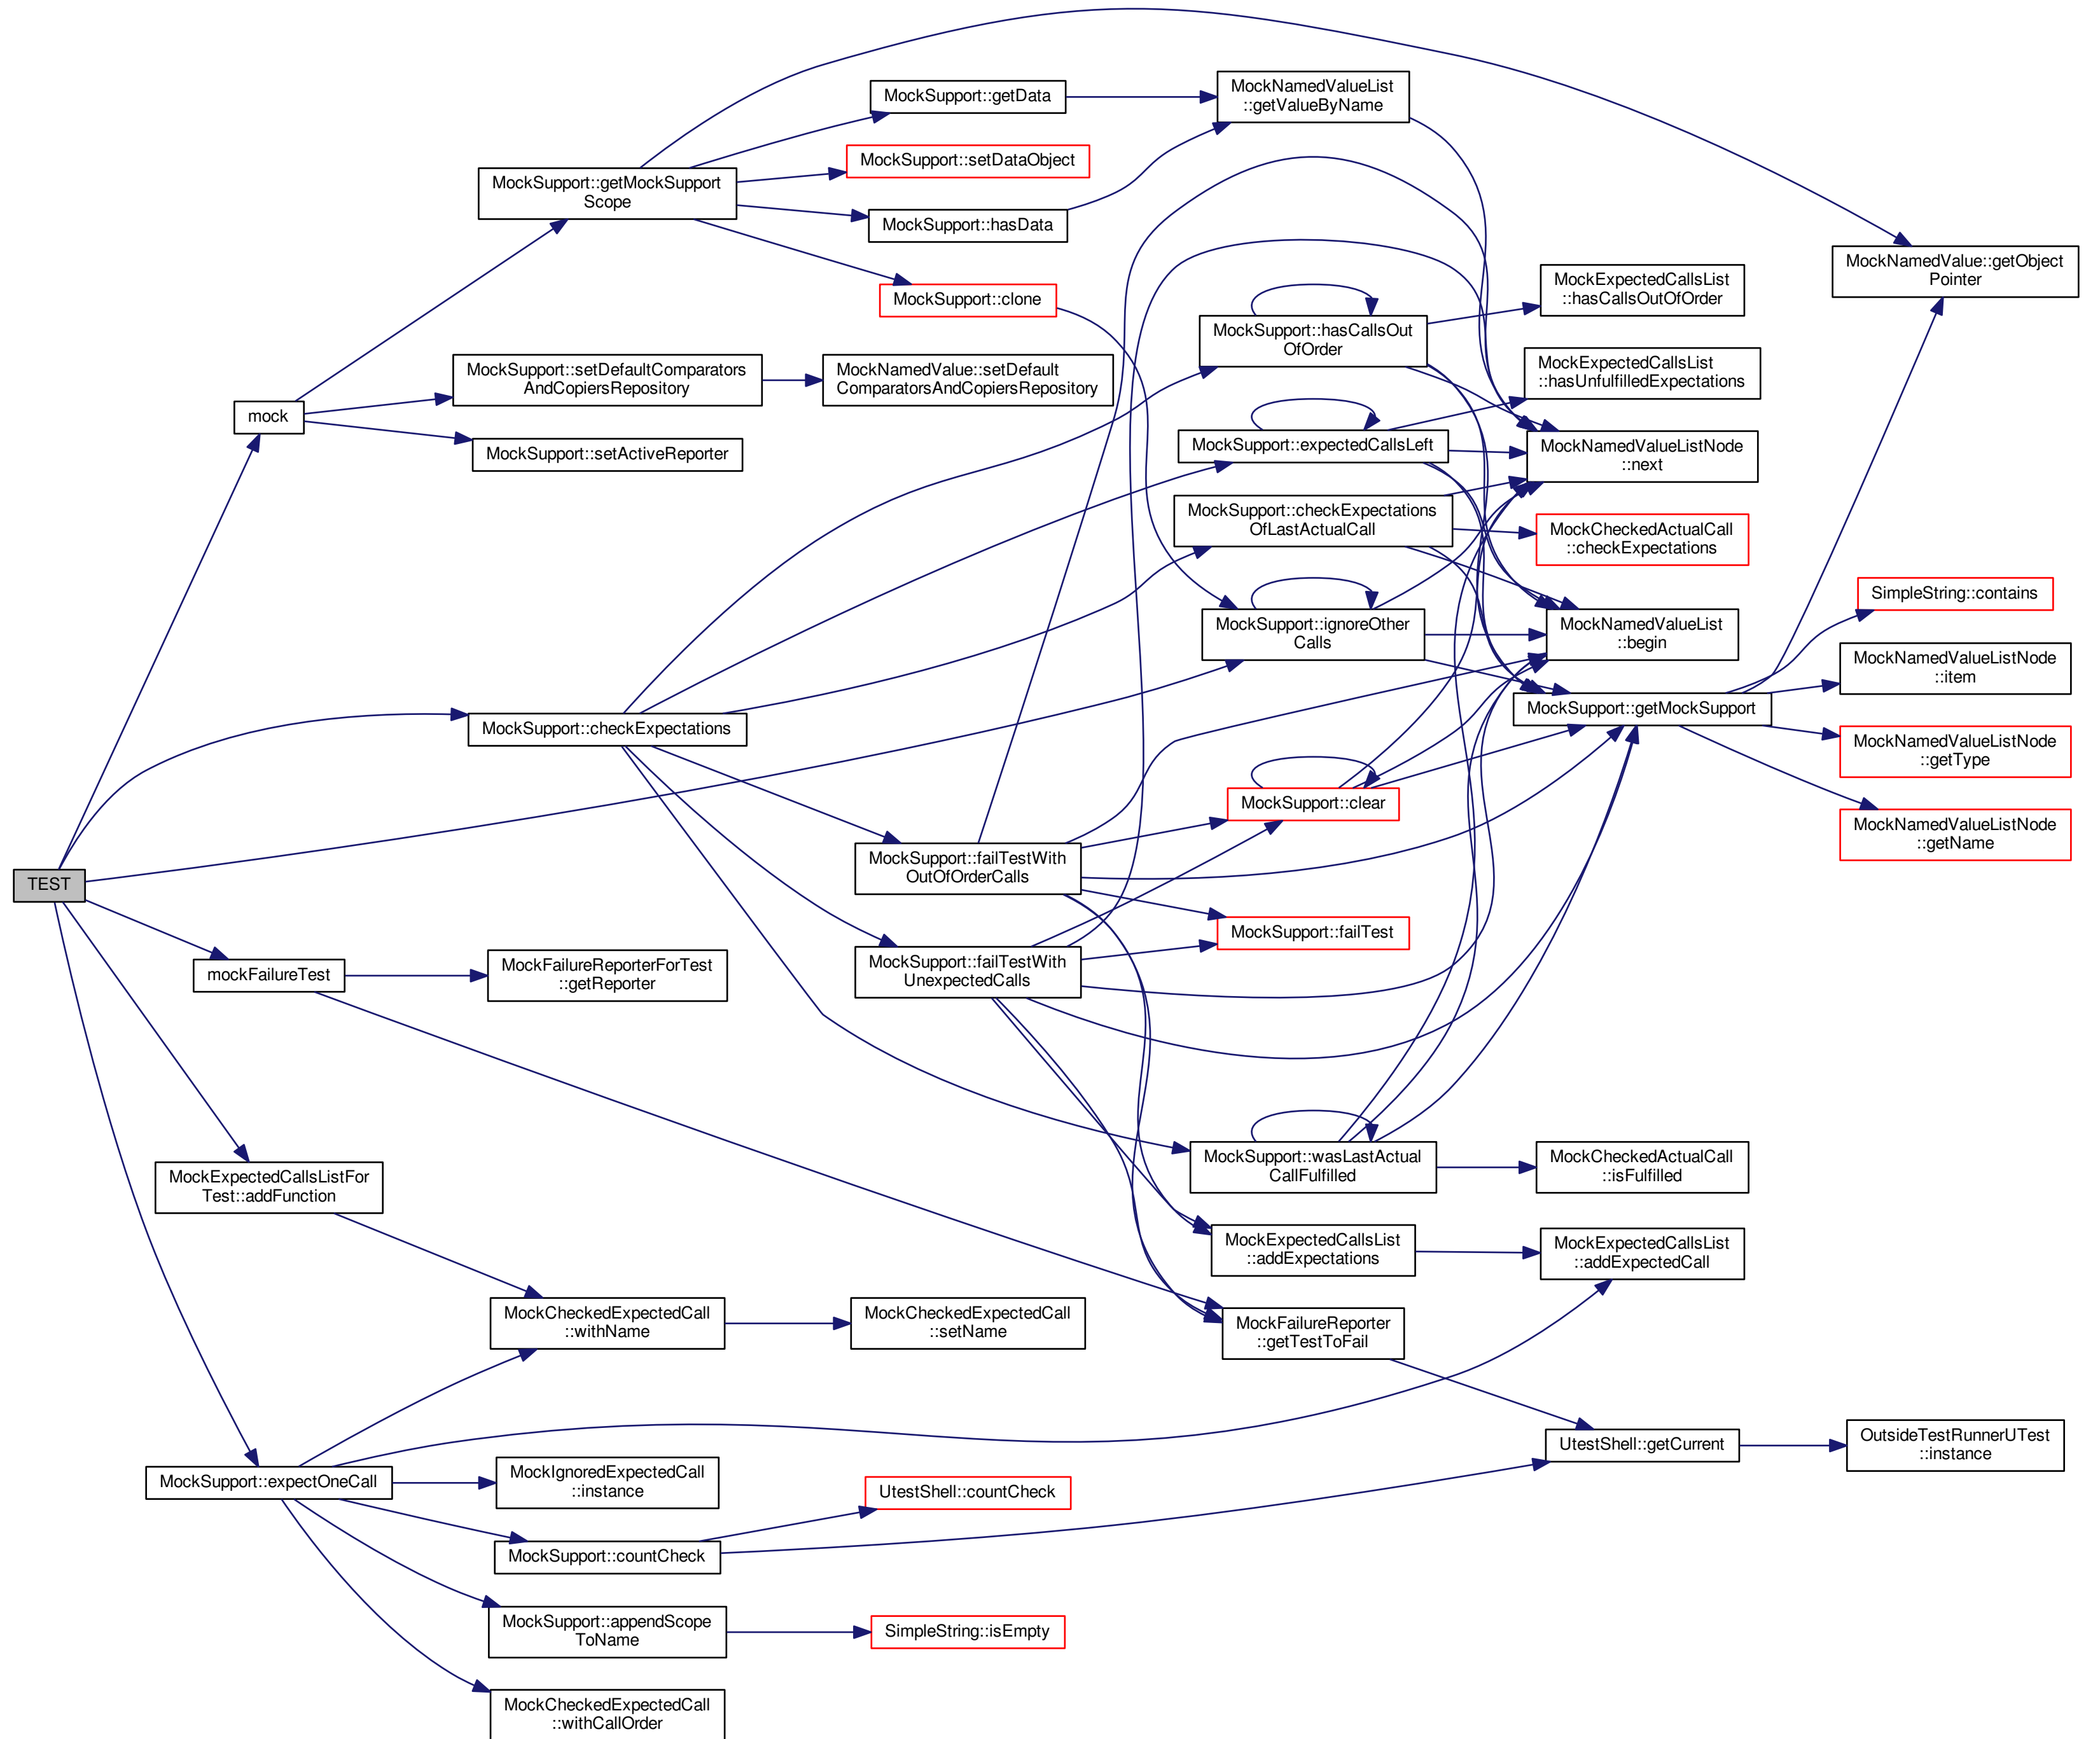 TEST
mock
MockSupport::getMockSupport
Scope
MockSupport::getData
MockNamedValueList
::getValueByName
MockSupport::setDataObject
MockSupport::hasData
MockSupport::clone
MockNamedValue::getObject
Pointer
MockSupport::setDefaultComparators
AndCopiersRepository
MockNamedValue::setDefault
ComparatorsAndCopiersRepository
MockSupport::setActiveReporter
MockSupport::hasCallsOut
OfOrder
MockExpectedCallsList
::hasCallsOutOfOrder
MockExpectedCallsList
::hasUnfulfilledExpectations
MockSupport::expectedCallsLeft
MockNamedValueListNode
::next
MockSupport::checkExpectations
OfLastActualCall
MockCheckedActualCall
::checkExpectations
MockSupport::ignoreOther
Calls
MockNamedValueList
::begin
SimpleString::contains
MockNamedValueListNode
::item
MockSupport::getMockSupport
MockNamedValueListNode
::getType
MockNamedValueListNode
::getName
MockSupport::checkExpectations
MockSupport::clear
MockSupport::failTestWith
OutOfOrderCalls
MockSupport::failTest
MockSupport::failTestWith
UnexpectedCalls
mockFailureTest
MockFailureReporterForTest
::getReporter
MockSupport::wasLastActual
CallFulfilled
MockCheckedActualCall
::isFulfilled
MockExpectedCallsListFor
Test::addFunction
MockExpectedCallsList
::addExpectations
MockExpectedCallsList
::addExpectedCall
MockCheckedExpectedCall
::withName
MockCheckedExpectedCall
::setName
MockFailureReporter
::getTestToFail
UtestShell::getCurrent
OutsideTestRunnerUTest
::instance
MockSupport::expectOneCall
MockIgnoredExpectedCall
::instance
UtestShell::countCheck
MockSupport::countCheck
MockSupport::appendScope
ToName
SimpleString::isEmpty
MockCheckedExpectedCall
::withCallOrder